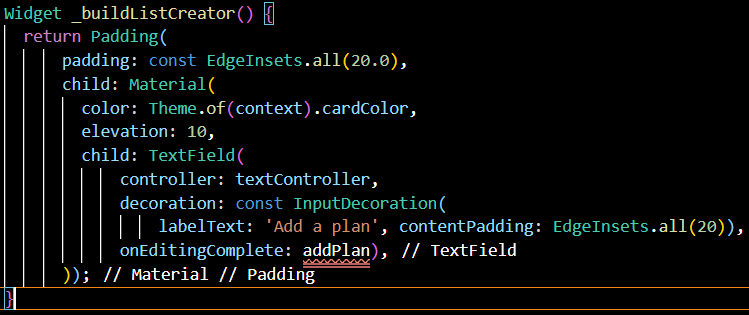 Widget _buildListCreator() {
return Padding(
padding: const EdgeInsets.all(20.0),
child: Material(
color: Theme.of(context).cardColor,
elevation: 10,
child: TextField(
controller: textController,
decoration: const InputDecoration(
labelText: 'Add a plan', contentPadding: EdgeInsets.all(20)),
onEditingComplete: addPlan), // TextField
)); // Material // Padding
}